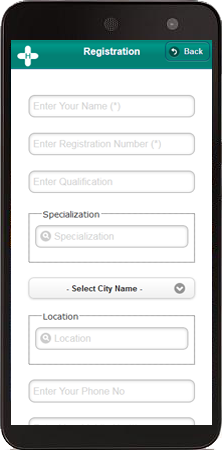 Registration
Back
Enter Your Name (*)
Enter Registration Number (*)
Enter Qualification
Specialization
Specialization
- Select City Name -
Location
Location
Enter Your Phone No